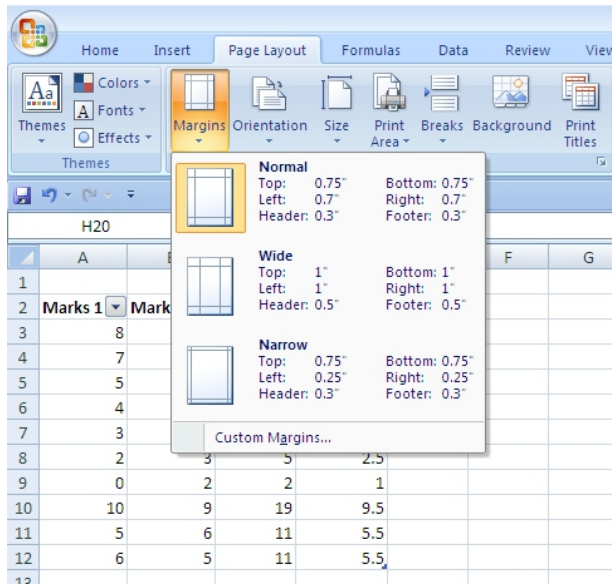 Home Insert Page Layout Formulas Data Review View
Colors
Aa
A Fonts
Effects
Themes Margins Orientation Size Print Area Breaks Background Print Titles
Themes
H20
Normal
Top: 0.75" Bottom: 0.75"
Left: 0.7" Right: 0.7"
Header: 0.3" Footer: 0.3"
Wide
Top: 1" Bottom: 1"
Left: 1" Right: 1"
Header: 0.5" Footer: 0.5"
Narrow
Top: 0.75" Bottom: 0.75"
Left: 0.25" Right: 0.25"
Header: 0.3" Footer: 0.3"
Custom Margins...
A F G
1
2 Marks 1 Mark
3 8
4 7
5 5
6 4
7 3
8 2 3 5 2.5
9 0 2 2 1
10 10 9 19 9.5
11 5 6 11 5.5
12 6 5 11 5.5
13